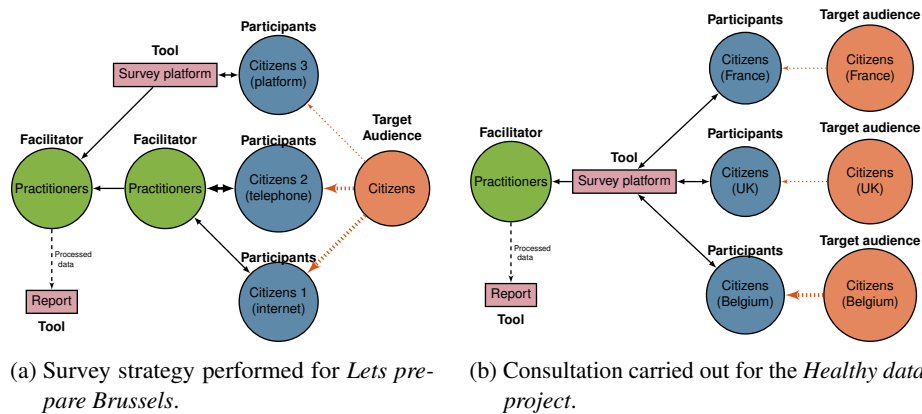 Participants
Tool
Survey platform
Citizens 3
(platform)
Target
Audience
Facilitator
Facilitator
Participants
Practitioners
Practitioners
Citizens 2
(telephone)
Citizens
Processed
data
Participants
Report
Tool
Citizens 1
(internet)
(a) Survey strategy performed for Lets pre-
pare Brussels.
Participants
Target audience
Citizens
(France)
Citizens
(France)
Facilitator
Participants
Target audience
Tool
Practitioners
Survey platform
Citizens
(UK)
Citizens
(UK)
Processed
data
Participants
Target audience
Report
Tool
Citizens
(Belgium)
Citizens
(Belgium)
(b) Consultation carried out for the Healthy data
project.